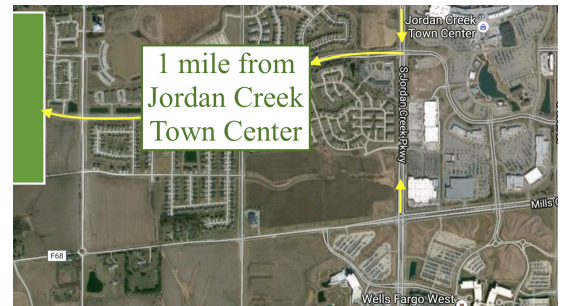 Jordan Creek
Town Center
1 mile from
Jordan Creek
Town Center
S Jordan Creek Pkwy
Mills
F68
Wells Fargo West